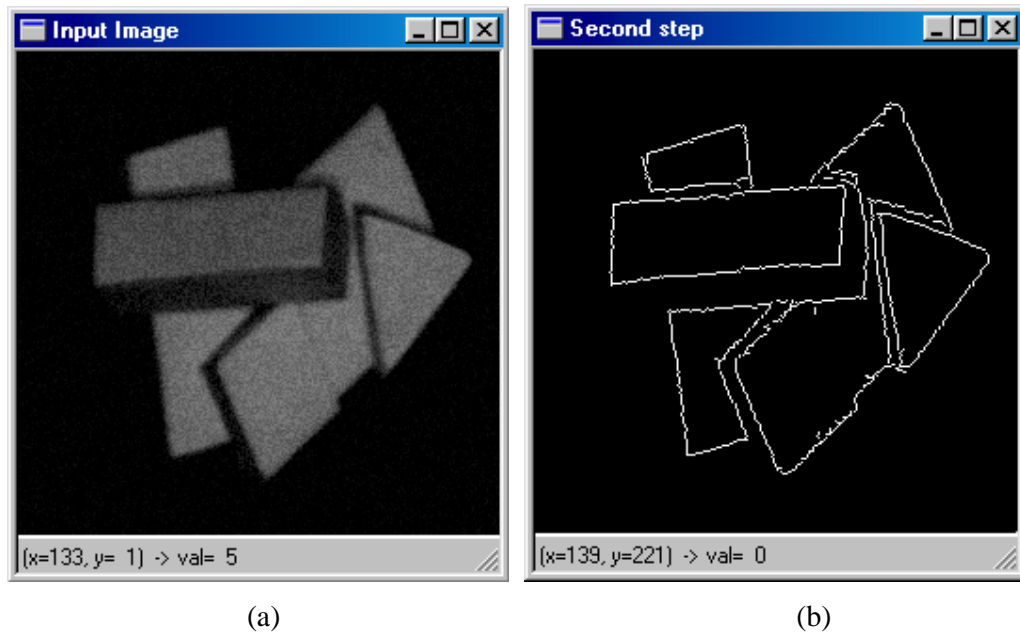 Input Image
Second step
(x=133, y= 1) -> val= 5
(x=139, y=221) -> val= 0
(a)
(b)